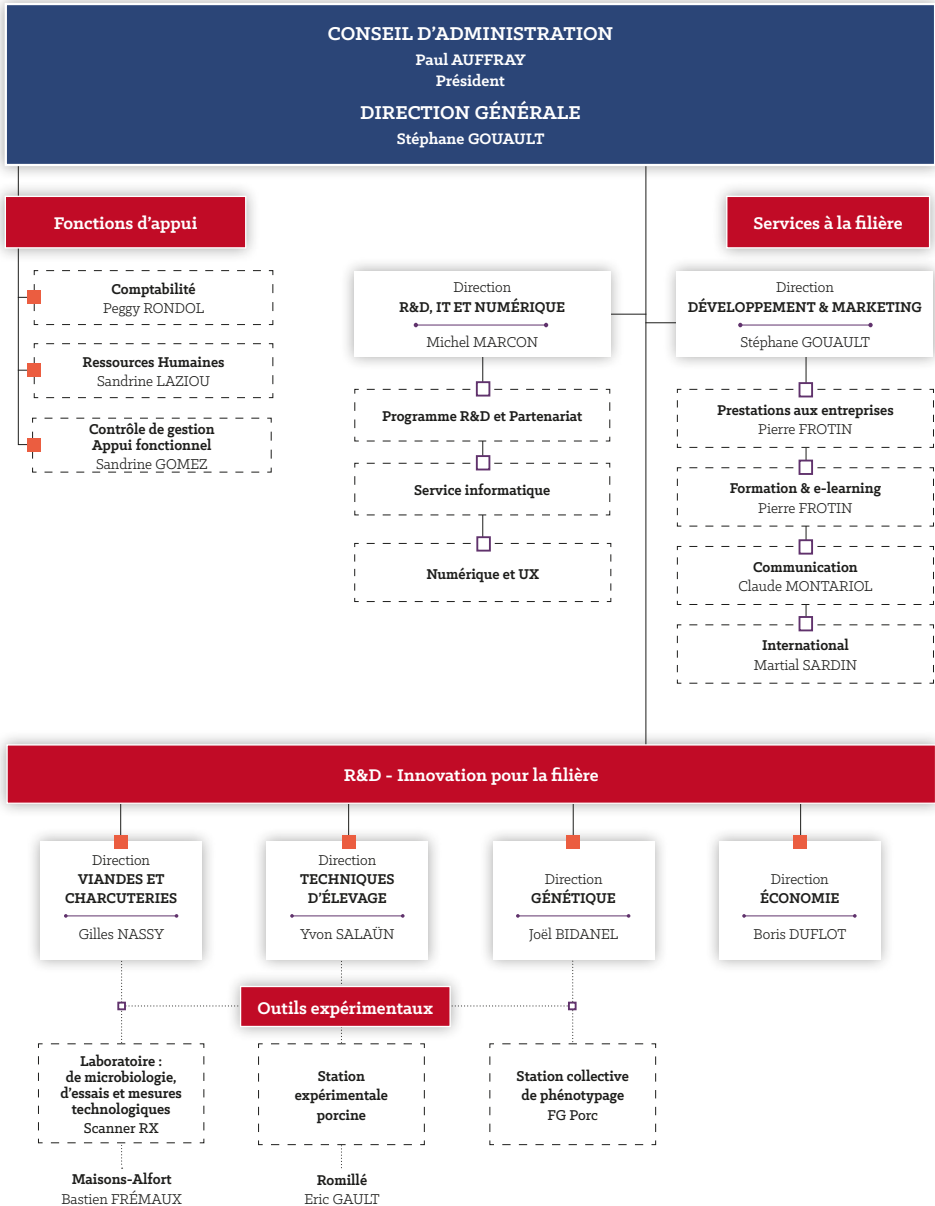 CONSEIL D'ADMINISTRATION
Paul AUFFRAY
Président
DIRECTION GÉNÉRALE
Stéphane GOUAULT
Fonctions d'appui
Services à la filière
Comptabilité
Peggy RONDOL
Ressources Humaines
Sandrine LAZIOU
Contrôle de gestion
Appui fonctionnel
Sandrine GOMEZ
Direction
R&D, IT ET NUMÉRIQUE
Michel MARCON
Programme R&D et Partenariat
Service informatique
Numérique et UX
Direction
DÉVELOPPEMENT & MARKETING
Stéphane GOUAULT
Prestations aux entreprises
Pierre FROTIN
Formation & e-learning
Pierre FROTIN
Communication
Claude MONTARIOL
International
Martial SARDIN
R&D - Innovation pour la filière
Direction
VIANDES ET
CHARCUTERIES
Gilles NASSY
Direction
TECHNIQUES
D'ÉLEVAGE
Yvon SALAÜN
Direction
GÉNÉTIQUE
Joël BIDANEL
Direction
ÉCONOMIE
Boris DUFLOT
Outils expérimentaux
Laboratoire :
de microbiologie,
d'essais et mesures
technologiques
Scanner RX
Maisons-Alfort
Bastien FRÉMAUX
Station
expérimentale
porcine
Romillé
Eric GAULT
Station collective
de phénotypage
FG Porc